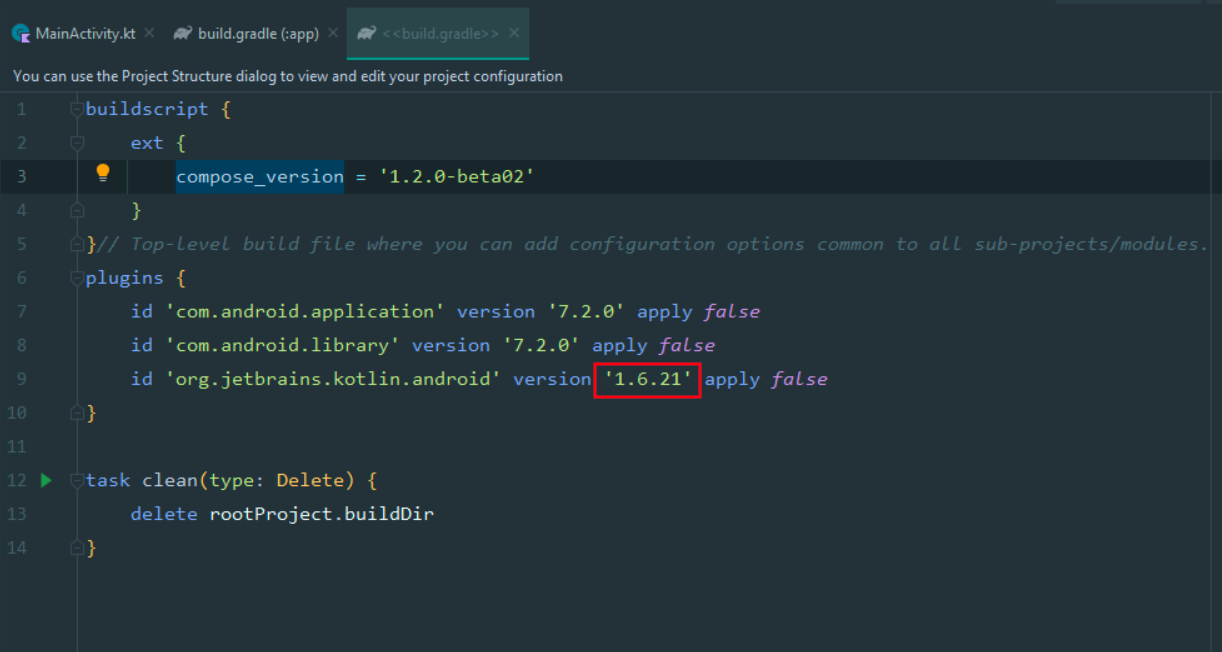 MainActivity.kt build.gradle (:app) <<build.gradle>>
You can use the Project Structure dialog to view and edit your project configuration
1 buildscript {
2 ext {
3 compose_version = '1.2.0-beta02'
4 }
5 }// Top-level build file where you can add configuration options common to all sub-projects/modules.
6 plugins {
7 id 'com.android.application' version '7.2.0' apply false
8 id 'com.android.library' version '7.2.0' apply false
9 id 'org.jetbrains.kotlin.android' version '1.6.21' apply false
10 }
11
12 task clean(type: Delete) {
13 delete rootProject.buildDir
14 }